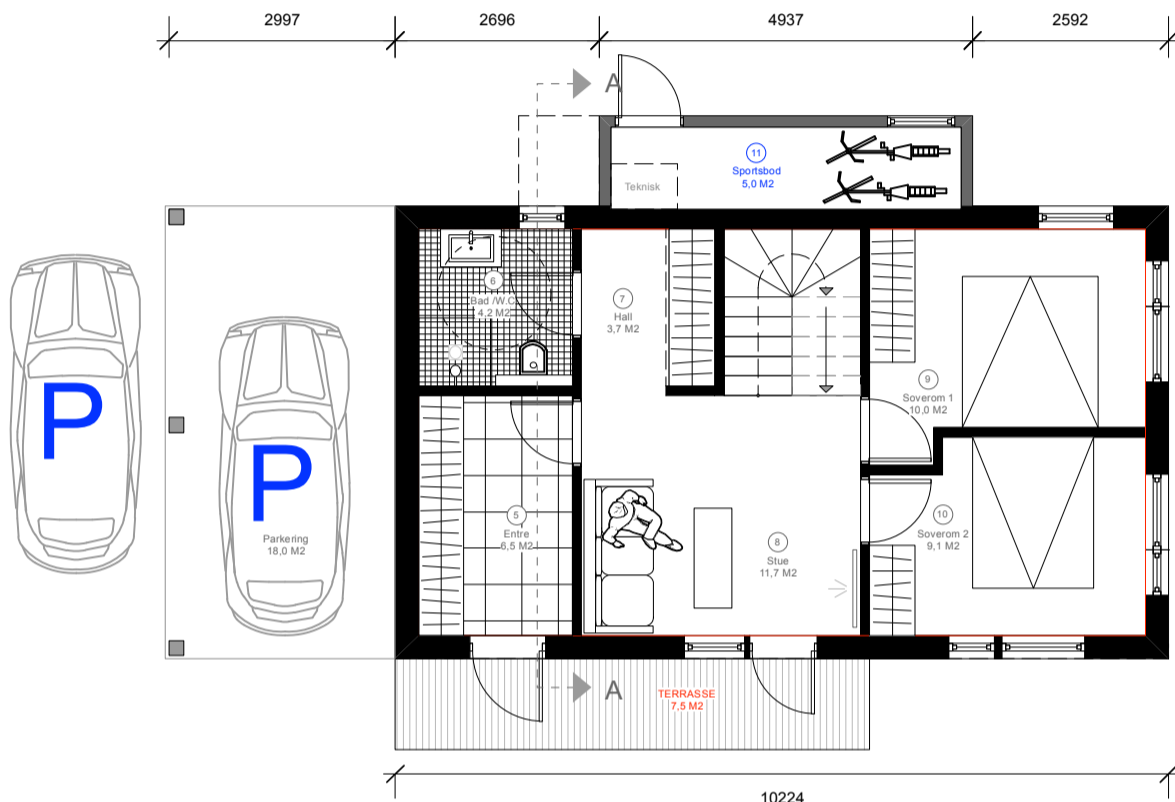 2997
2696
4937
2592
A
11
Sportsbod
5,0 M2
Teknisk
6
Bad /W.C
4,2 M2
7
Hall
3,7 M2
9
Soverom 1
10,0 M2
P
P
Parkering
18,0 M2
5
Entre
6,5 M2
8
Stue
11,7 M2
10
Soverom 2
9,1 M2
A
TERRASSE
7,5 M2
10224